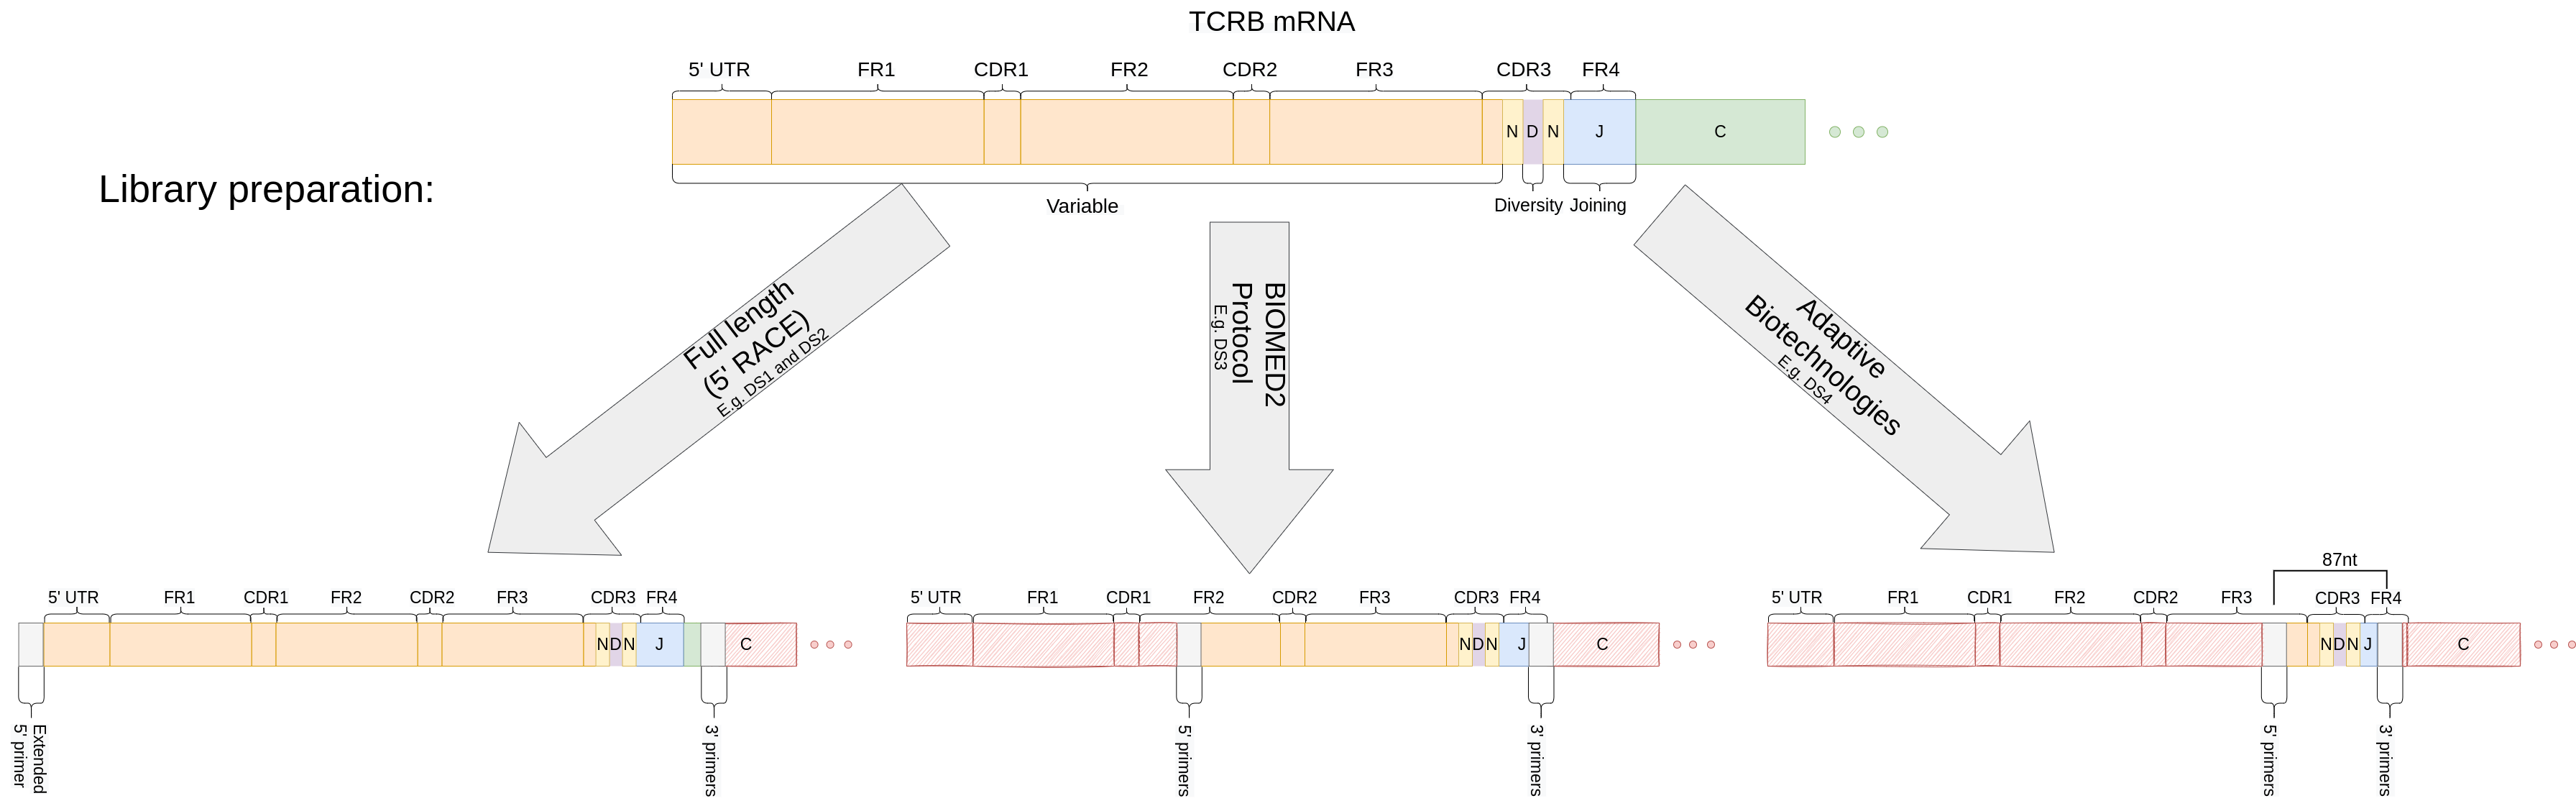 TCRB mRNA
5' UTR FR1 CDR1 FR2 CDR2 FR3 CDR3 FR4
N D N J C
Library preparation:
Variable Diversity Joining
Full length
(5' RACE)
E.g. DS1 and DS2
BIOMED2
Protocol
E.g. DS3
Adaptive
Biotechnologies
E.g. DS4
5' UTR FR1 CDR1 FR2 CDR2 FR3 CDR3 FR4
N D N J C
Extended
5' primer
3' primers
5' UTR FR1 CDR1 FR2 CDR2 FR3 CDR3 FR4
N D N J C
5' primers
3' primers
87nt
5' UTR FR1 CDR1 FR2 CDR2 FR3 CDR3 FR4
N D N J C
5' primers
3' primers